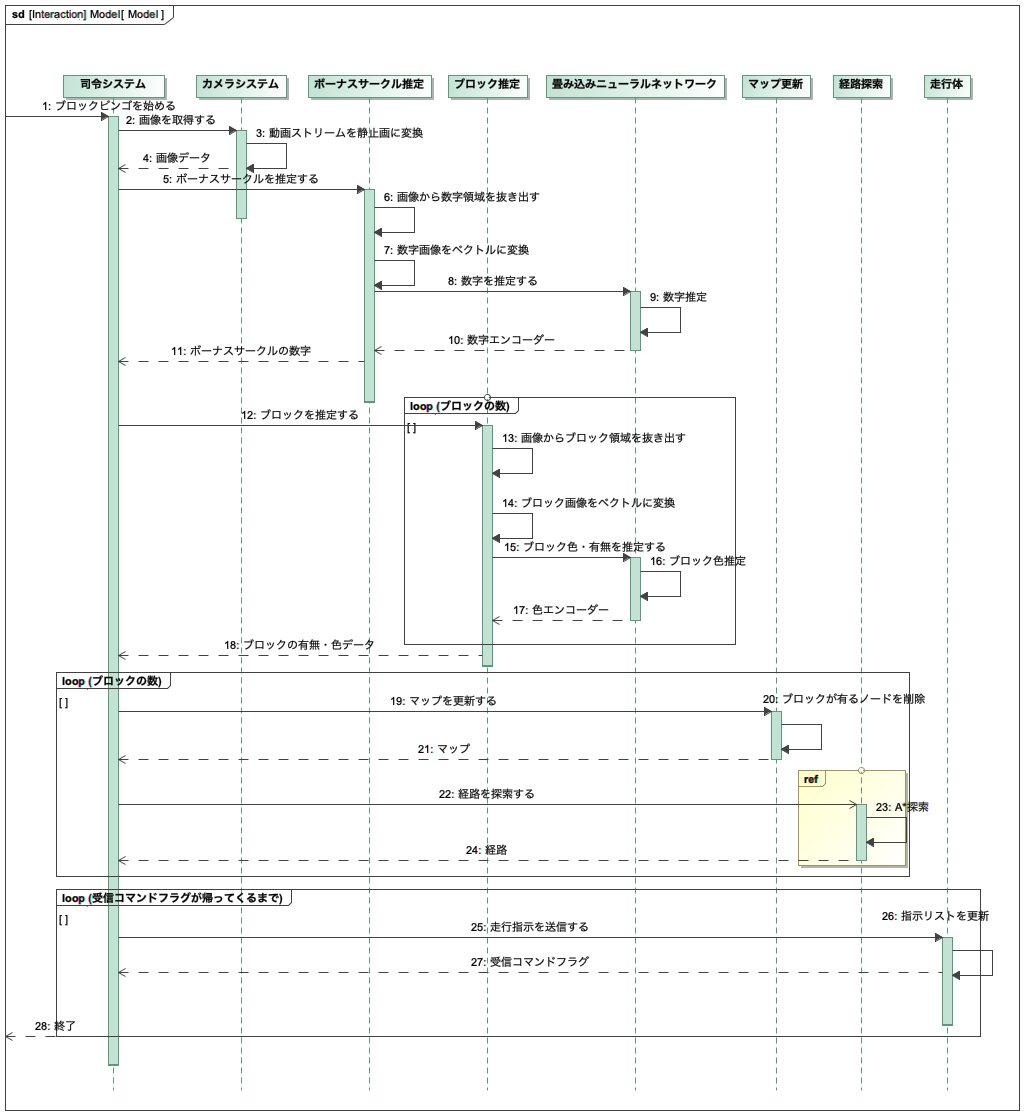 sd [Interaction] Model[ Model ]
司令システム
カメラシステム
ボーナスサークル推定
ブロック推定
畳み込みニューラルネットワーク
マップ更新
経路探索
走行体
1: ブロックビンゴを始める
2: 画像を取得する
3: 動画ストリームを静止画に変換
4: 画像データ
5: ボーナスサークルを推定する
6: 画像から数字領域を抜き出す
7: 数字画像をベクトルに変換
8: 数字を推定する
9: 数字推定
10: 数字エンコーダー
11: ボーナスサークルの数字
loop (ブロックの数)
12: ブロックを推定する
[ ]
13: 画像からブロック領域を抜き出す
14: ブロック画像をベクトルに変換
15: ブロック色・有無を推定する
16: ブロック色推定
17: 色エンコーダー
18: ブロックの有無・色データ
loop (ブロックの数)
[ ]
19: マップを更新する
20: ブロックが有るノードを削除
21: マップ
ref
22: 経路を探索する
23: A*探索
24: 経路
loop (受信コマンドフラグが帰ってくるまで)
[ ]
25: 走行指示を送信する
26: 指示リストを更新
27: 受信コマンドフラグ
28: 終了